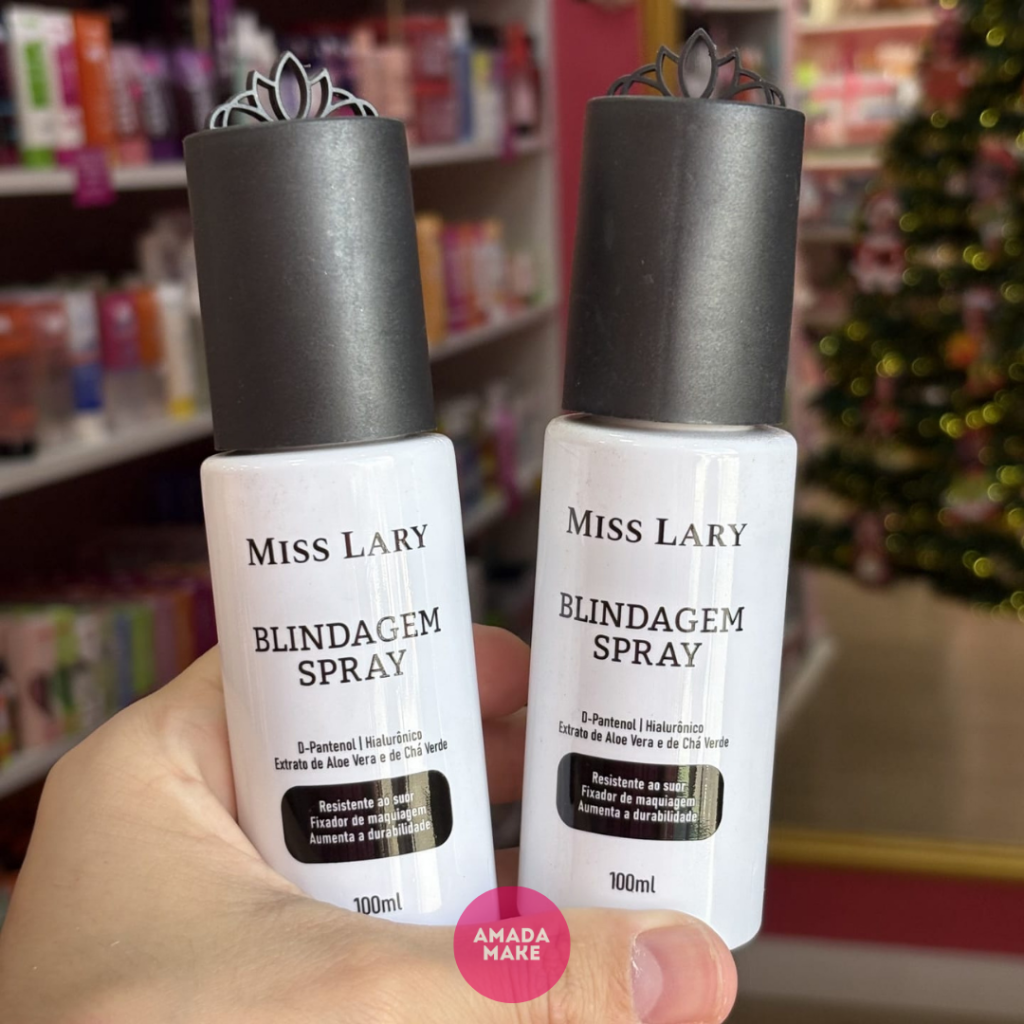 MISS LARY
BLINDAGEM
SPRAY
D-Pantenol | Hialurônico
Extrato de Aloe Vera e de Chá Verde
Resistente ao suor
Fixador de maquiagem
Aumenta a durabilidade
100ml
MISS LARY
BLINDAGEM
SPRAY
D-Pantenol | Hialurônico
Extrato de Aloe Vera e de Chá Verde
Resistente ao suor
Fixador de maquiagem
Aumenta a durabilidade
100ml
AMADA
MAKE